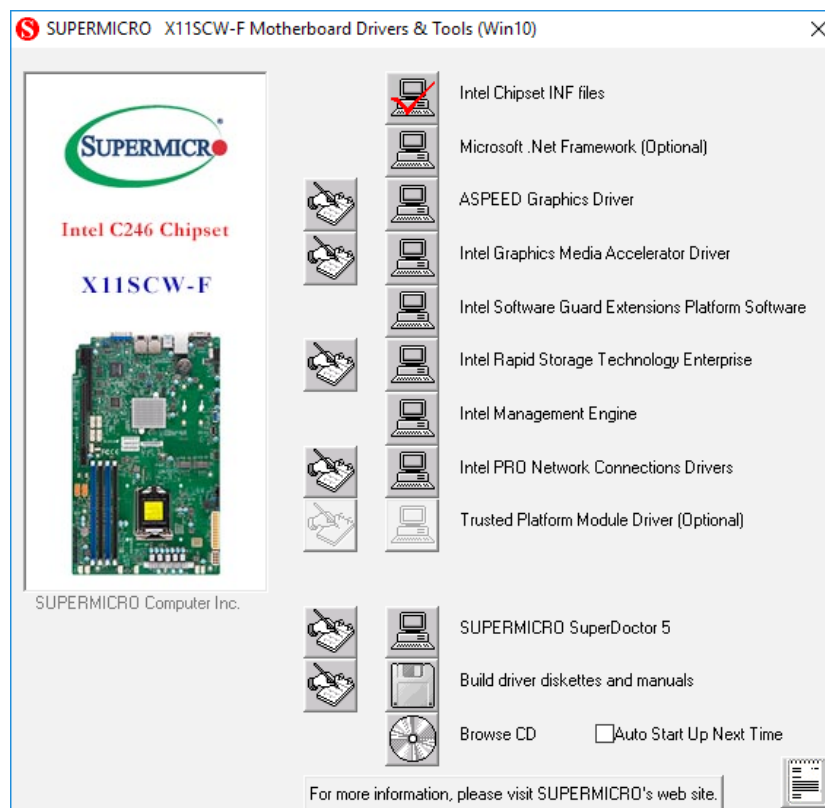 SUPERMICRO X11SCW-F Motherboard Drivers & Tools (Win10)
SUPERMICRO
Intel C246 Chipset
X11SCW-F
SUPERMICRO Computer Inc.
Intel Chipset INF files
Microsoft .Net Framework (Optional)
ASPEED Graphics Driver
Intel Graphics Media Accelerator Driver
Intel Software Guard Extensions Platform Software
Intel Rapid Storage Technology Enterprise
Intel Management Engine
Intel PRO Network Connections Drivers
Trusted Platform Module Driver (Optional)
SUPERMICRO SuperDoctor 5
Build driver diskettes and manuals
Browse CD Auto Start Up Next Time
For more information, please visit SUPERMICRO's web site.